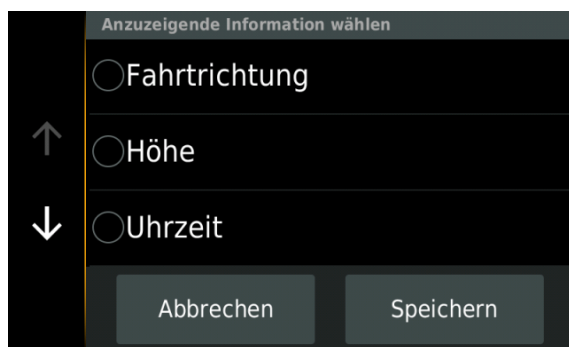 Anzuzeigende Information wählen
Fahrtrichtung
Höhe
Uhrzeit
Abbrechen
Speichern